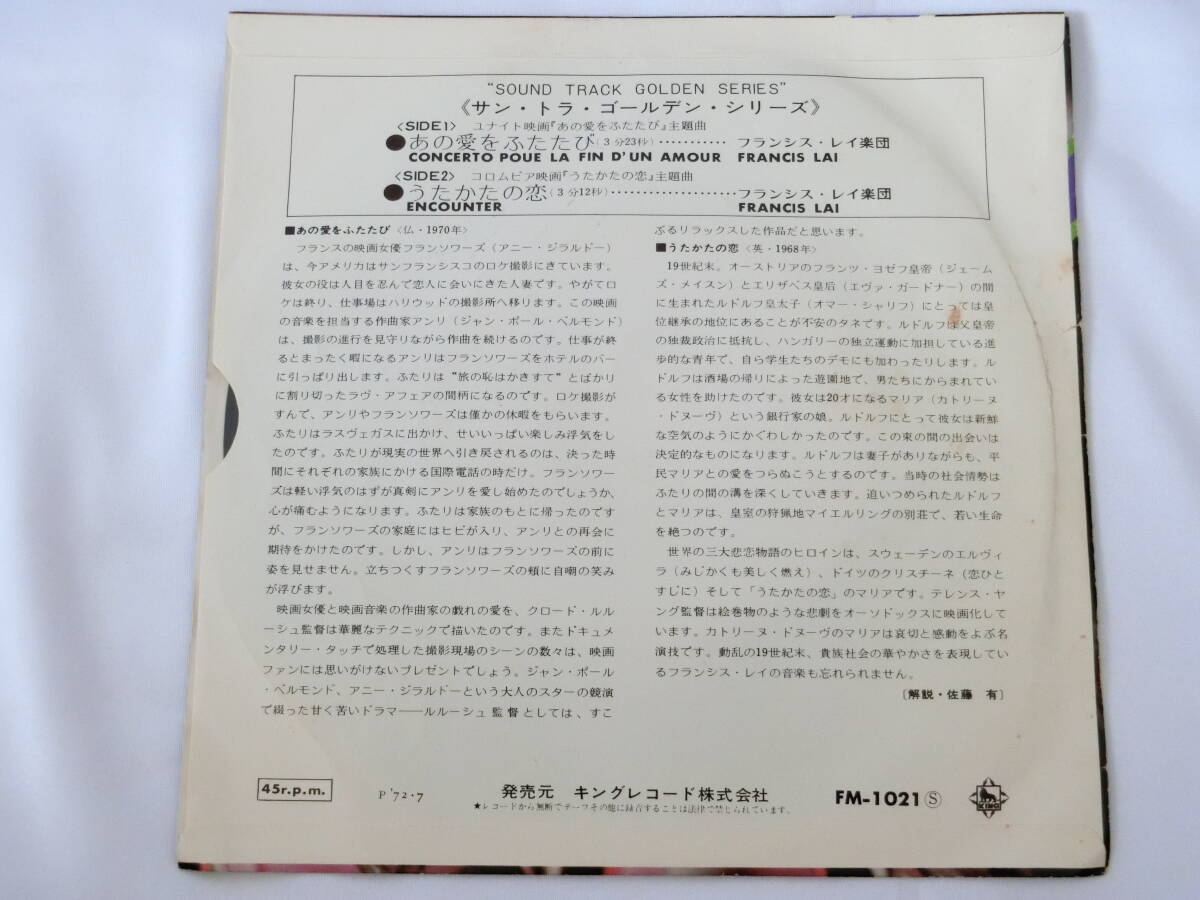 "SOUND TRACK GOLDEN SERIES"
《サン・トラ・ゴールデン・シリーズ》
〈SIDE1〉 ユナイト映画『あの愛をふたたび』主題曲
●あの愛をふたたび(3分23秒)・・・・・・・・・・・フランシス・レイ楽団
CONCERTO POUE LA FIN D'UN AMOUR FRANCIS LAI
〈SIDE2〉 コロムビア映画『うたかたの恋』主題曲
●うたかたの恋(3分12秒)・・・・・・・・・・・・・・・・・・・フランシス・レイ楽団
ENCOUNTER FRANCIS LAI
■あの愛をふたたび〈仏・1970年〉
フランスの映画女優フランソワーズ(アニー・ジラルドー)
は、今アメリカはサンフランシスコのロケ撮影にきています。
彼女の役は人目を忍んで恋人に会いにきた人妻です。やがてロ
ケは終り、仕事場はハリウッドの撮影所へ移ります。この映画
の音楽を担当する作曲家アンリ(ジャン・ポール・ベルモンド)
は、撮影の進行を見守りながら作曲を続けるのです。仕事が終
るとまったく暇になるアンリはフランソワーズをホテルのバー
に引っぱり出します。ふたりは“旅の恥はかきすて”とばかり
に割り切ったラヴ・アフェアの間柄になるのです。ロケ撮影が
すんで、アンリやフランソワーズは僅かの休暇をもらいます。
ふたりはラスヴェガスに出かけ、せいいっぱい楽しみ浮気をし
たのです。ふたりが現実の世界へ引き戻されるのは、決った時
間にそれぞれの家族にかける国際電話の時だけ。フランソワー
ズは軽い浮気のはずが真剣にアンリを愛し始めたのでしょうか、
心が痛むようになります。ふたりは家族のもとに帰ったのです
が、フランソワーズの家庭にはヒビが入り、アンリとの再会に
期待をかけたのです。しかし、アンリはフランソワーズの前に
姿を見せません。立ちつくすフランソワーズの頬に自嘲の笑み
が浮びます。
映画女優と映画音楽の作曲家の戯れの愛を、クロード・ルル
ーシュ監督は華麗なテクニックで描いたのです。またドキュメ
ンタリー・タッチで処理した撮影現場のシーンの数々は、映画
ファンには思いがけないプレゼントでしょう。ジャン・ポール
・ベルモンド、アニー・ジラルドーという大人のスターの競演
で綴った甘く苦いドラマ──ルルーシュ監督としては、すこ
ぶるリラックスした作品だと思います。
■うたかたの恋〈英・1968年〉
19世紀末。オーストリアのフランツ・ヨゼフ皇帝(ジェーム
ズ・メイスン)とエリザベス皇后(エヴァ・ガードナー)の間
に生まれたルドルフ皇太子(オマー・シャリフ)にとっては皇
位継承の地位にあることが不安のタネです。ルドルフは父皇帝
の独裁政治に抵抗し、ハンガリーの独立運動に加担している進
歩的な青年で、自ら学生たちのデモにも加わったりします。ル
ドルフは酒場の帰りによった遊園地で、男たちにからまれてい
る女性を助けたのです。彼女は20才になるマリア(カトリーヌ
・ドヌーヴ)という銀行家の娘。ルドルフにとって彼女は新鮮
な空気のようにかぐわしかったのです。この束の間の出会いは
決定的なものになります。ルドルフは妻子がありながらも、平
民マリアとの愛をつらぬこうとするのです。当時の社会情勢は
ふたりの間の溝を深くしていきます。追いつめられたルドルフ
とマリアは、皇室の狩猟地マイエルリングの別荘で、若い生命
を絶つのです。
世界の三大悲恋物語のヒロインは、スウェーデンのエルヴィ
ラ(みじかくも美しく燃え)、ドイツのクリスチーネ(恋ひと
すじに)そして「うたかたの恋」のマリアです。テレンス・ヤ
ング監督は絵巻物のような悲劇をオーソドックスに映画化して
います。カトリーヌ・ドヌーヴのマリアは哀切と感動をよぶ名
演技です。動乱の19世紀末、貴族社会の華やかさを表現してい
るフランシス・レイの音楽も忘れられません。
〔解説・佐藤 有〕
45r.p.m.
P '72・7
発売元 キングレコード株式会社
★レコードから無断でテープその他に録音することは法律で禁じられています。
FM-1021Ⓢ
KING